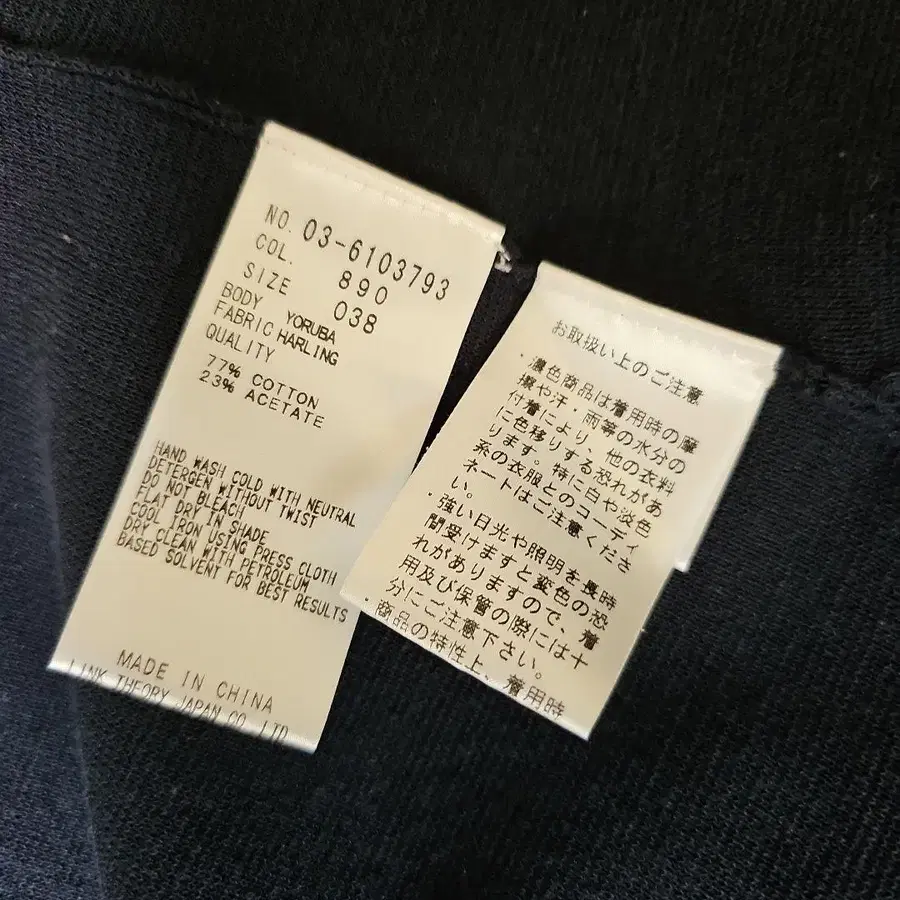 NO. 03-6103793
COL. 890
SIZE 038
BODY YORUBA
FABRIC HARLING
QUALITY
77% COTTON
23% ACETATE
HAND WASH COLD WITH NEUTRAL
DETERGEN WITHOUT TWIST
DO NOT BLEACH
FLAT DRY IN SHADE
COOL IRON USING PRESS CLOTH
DRY CLEAN WITH PETROLEUM
BASED SOLVENT FOR BEST RESULTS
MADE IN CHINA
LINK THEORY JAPAN CO.,LTD.
お取扱い上のご注意
・濃色商品は着用時の摩
擦や汗・雨等の水分の
付着により、他の衣料
に色移りする恐れがあ
ります。特に白や淡色
系の衣服とのコーディ
ネートはご注意くださ
い。
・強い日光や照明を長時
間受けますと変色の恐
れがありますので、着
用及び保管の際には十
分にご注意下さい。
・商品の特性上、着用時